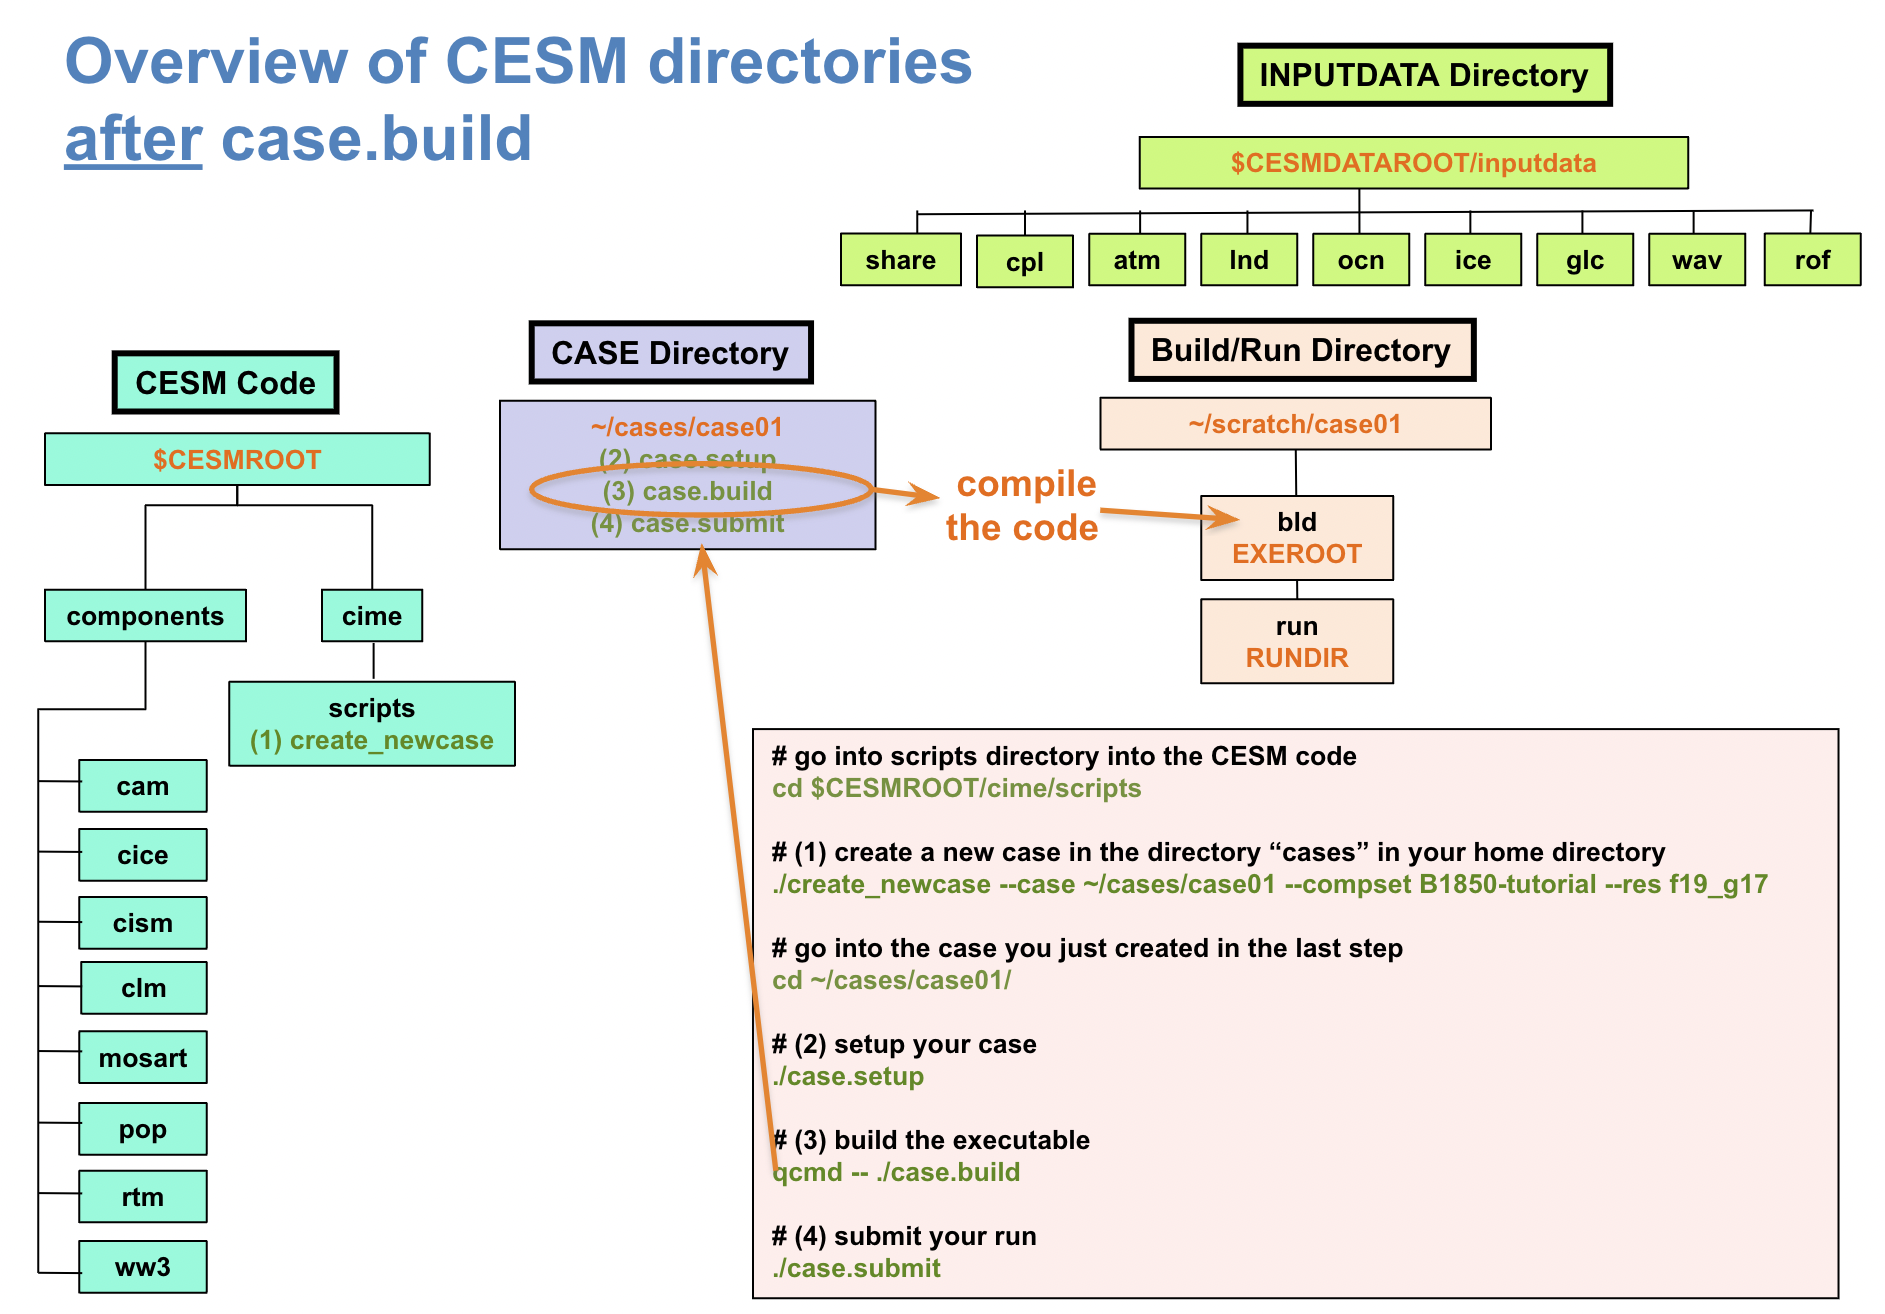 Overview of CESM directories
after case.build
INPUTDATA Directory
$CESMDATAROOT/inputdata
share
cpl
atm
lnd
ocn
ice
glc
wav
rof
CESM Code
$CESMROOT
components
cime
scripts
(1) create_newcase
cam
cice
cism
clm
mosart
pop
rtm
ww3
CASE Directory
~/cases/case01
(2) case.setup
(3) case.build
(4) case.submit
compile
the code
Build/Run Directory
~/scratch/case01
bld
EXEROOT
run
RUNDIR
# go into scripts directory into the CESM code
cd $CESMROOT/cime/scripts
# (1) create a new case in the directory “cases” in your home directory
./create_newcase --case ~/cases/case01 --compset B1850-tutorial --res f19_g17
# go into the case you just created in the last step
cd ~/cases/case01/
# (2) setup your case
./case.setup
# (3) build the executable
qcmd -- ./case.build
# (4) submit your run
./case.submit